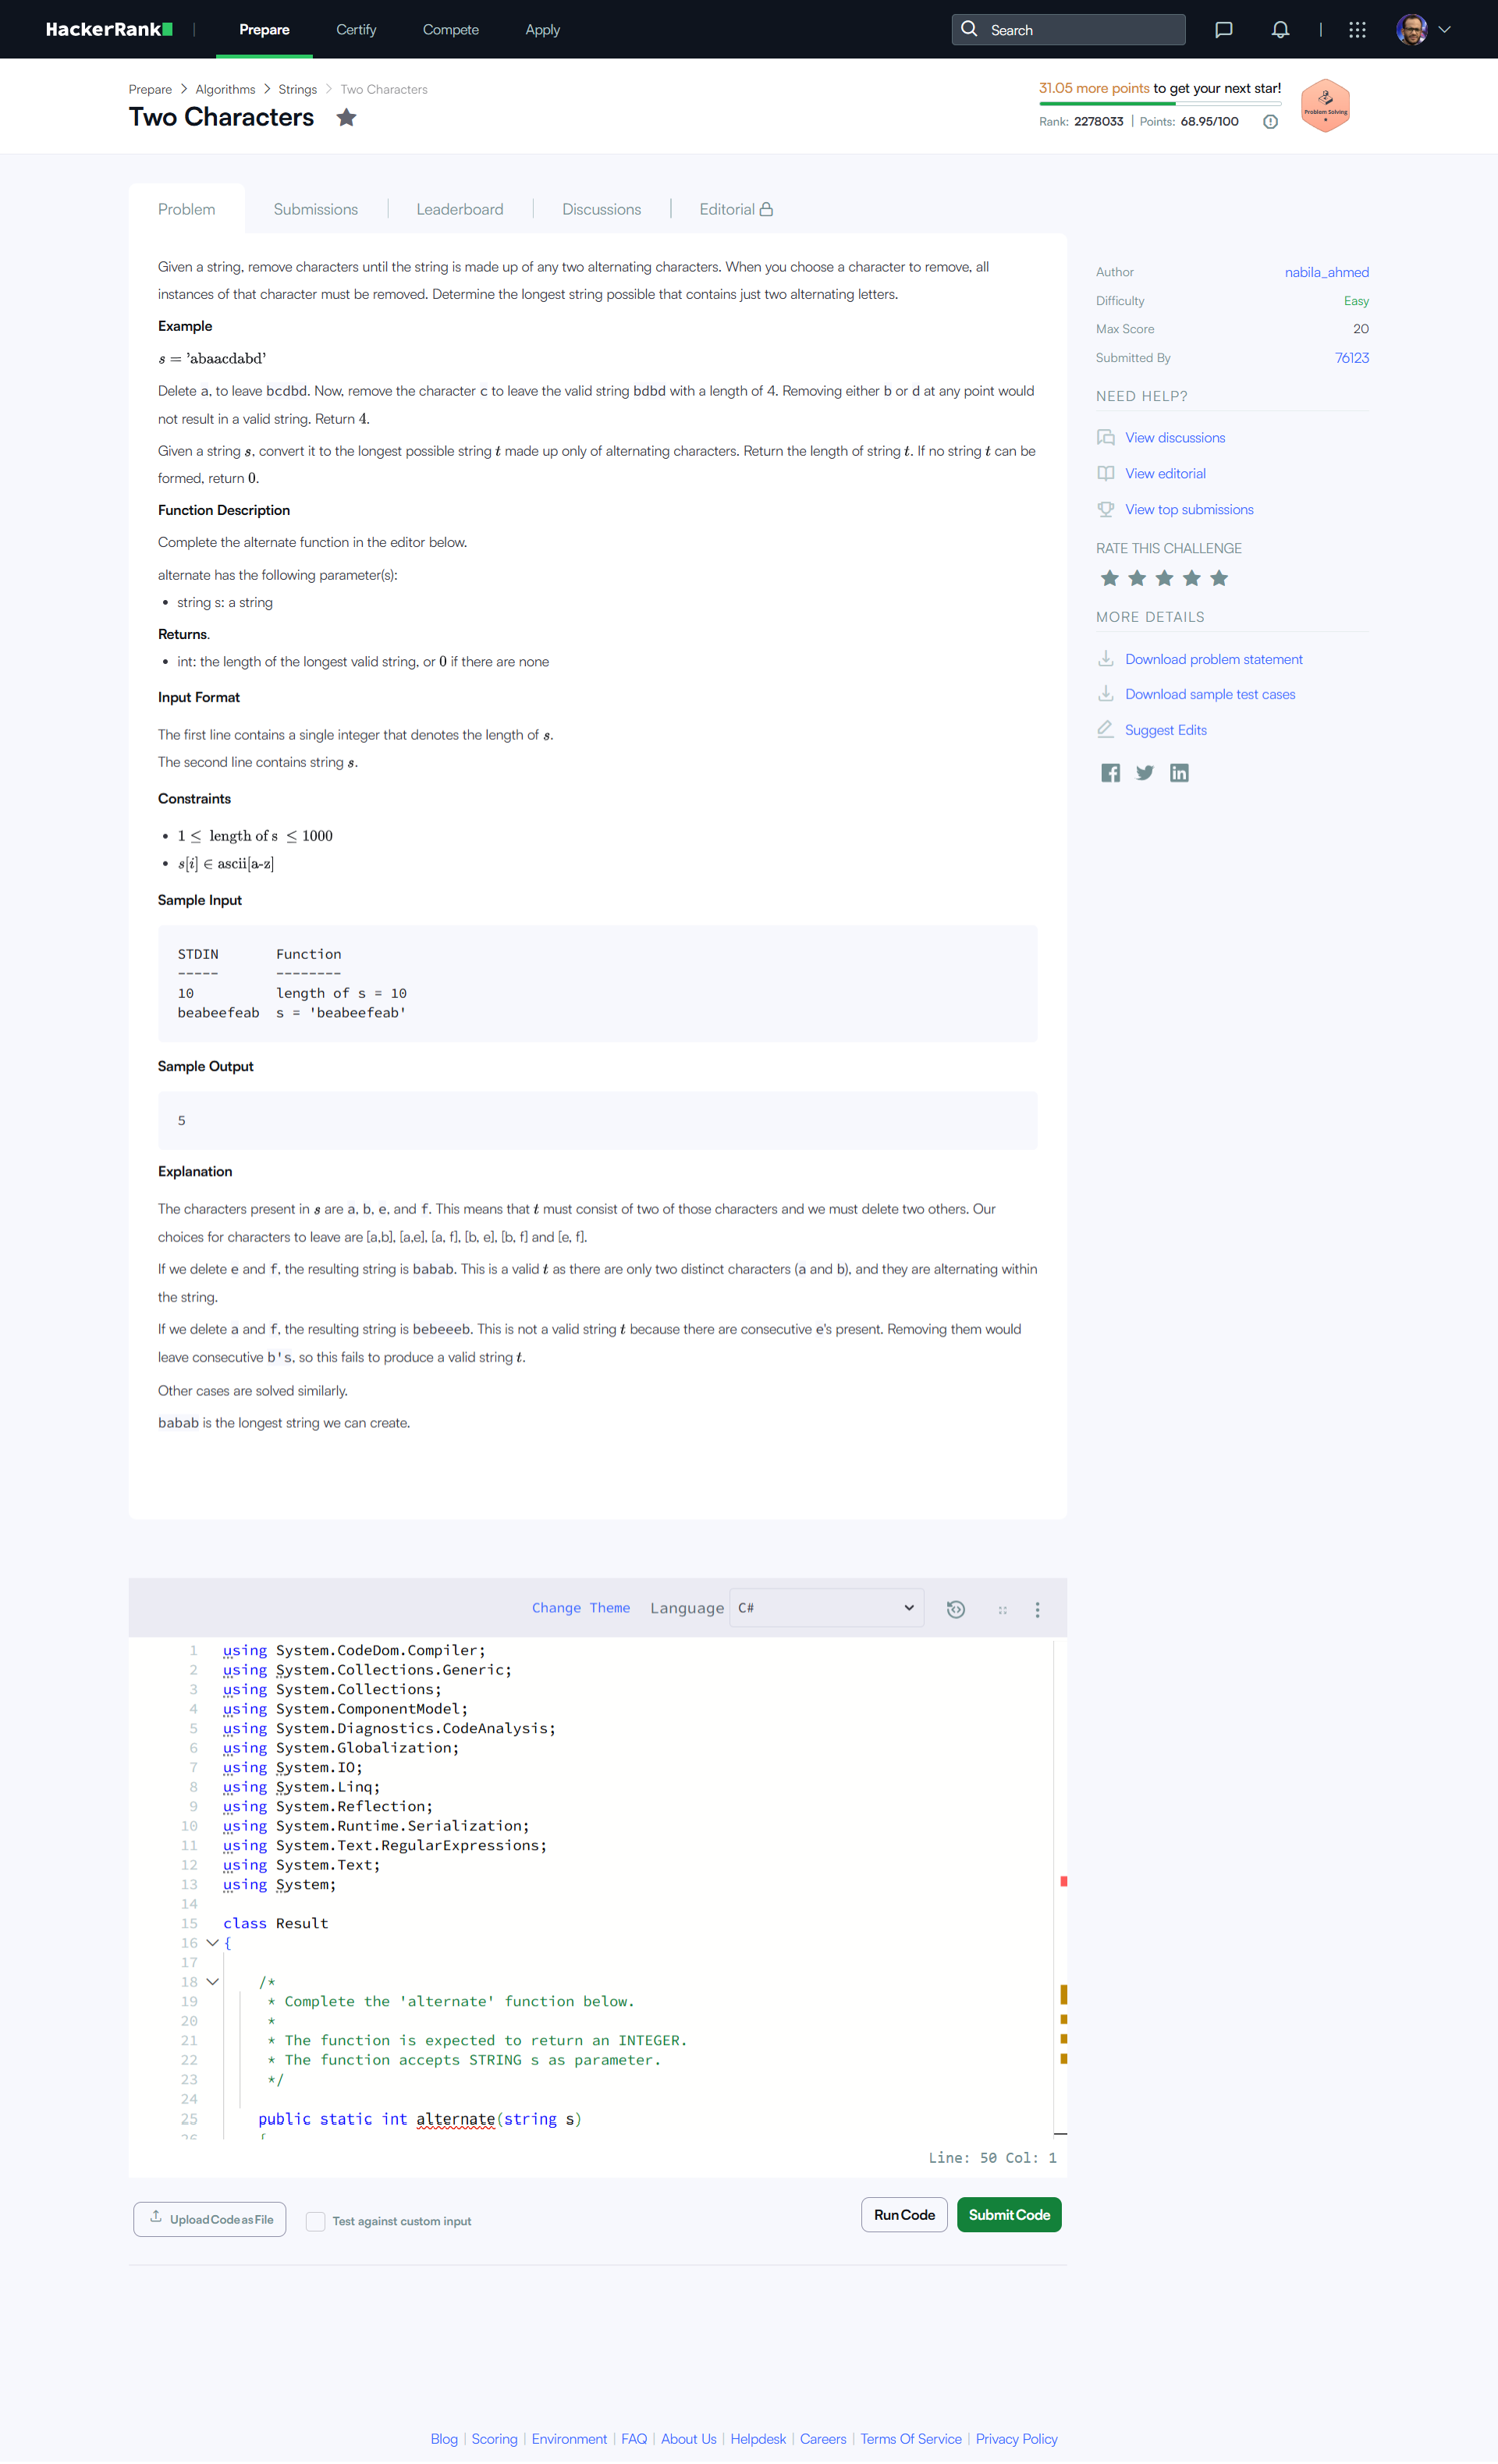 HackerRank
Prepare
Certify
Compete
Apply
Search
Prepare > Algorithms > Strings > Two Characters
Two Characters
31.05 more points to get your next star!
Rank: 2278033 | Points: 68.95/100
Problem Solving
Problem
Submissions
Leaderboard
Discussions
Editorial
Given a string, remove characters until the string is made up of any two alternating characters. When you choose a character to remove, all
instances of that character must be removed. Determine the longest string possible that contains just two alternating letters.
Example
s = 'abaacdabd'
Delete a, to leave bcdbd. Now, remove the character c to leave the valid string bdbd with a length of 4. Removing either b or d at any point would
not result in a valid string. Return 4.
Given a string s, convert it to the longest possible string t made up only of alternating characters. Return the length of string t. If no string t can be
formed, return 0.
Function Description
Complete the alternate function in the editor below.
alternate has the following parameter(s):
• string s: a string
Returns.
• int: the length of the longest valid string, or 0 if there are none
Input Format
The first line contains a single integer that denotes the length of s.
The second line contains string s.
Constraints
• 1 ≤ length of s ≤ 1000
• s[i] ∈ ascii[a-z]
Sample Input
STDIN       Function
-----       --------
10          length of s = 10
beabeefeab  s = 'beabeefeab'
Sample Output
5
Explanation
The characters present in s are a, b, e, and f. This means that t must consist of two of those characters and we must delete two others. Our
choices for characters to leave are [a,b], [a,e], [a, f], [b, e], [b, f] and [e, f].
If we delete e and f, the resulting string is babab. This is a valid t as there are only two distinct characters (a and b), and they are alternating within
the string.
If we delete a and f, the resulting string is bebeeeb. This is not a valid string t because there are consecutive e's present. Removing them would
leave consecutive b's, so this fails to produce a valid string t.
Other cases are solved similarly.
babab is the longest string we can create.
Author nabila_ahmed
Difficulty Easy
Max Score 20
Submitted By 76123
NEED HELP?
View discussions
View editorial
View top submissions
RATE THIS CHALLENGE
MORE DETAILS
Download problem statement
Download sample test cases
Suggest Edits
Change Theme Language C#
1 using System.CodeDom.Compiler;
2 using System.Collections.Generic;
3 using System.Collections;
4 using System.ComponentModel;
5 using System.Diagnostics.CodeAnalysis;
6 using System.Globalization;
7 using System.IO;
8 using System.Linq;
9 using System.Reflection;
10 using System.Runtime.Serialization;
11 using System.Text.RegularExpressions;
12 using System.Text;
13 using System;
14
15 class Result
16 {
17
18 /*
19 * Complete the 'alternate' function below.
20 *
21 * The function is expected to return an INTEGER.
22 * The function accepts STRING s as parameter.
23 */
24
25 public static int alternate(string s)
26 {
Line: 50 Col: 1
Upload Code as File
Test against custom input
Run Code
Submit Code
Blog | Scoring | Environment | FAQ | About Us | Helpdesk | Careers | Terms Of Service | Privacy Policy